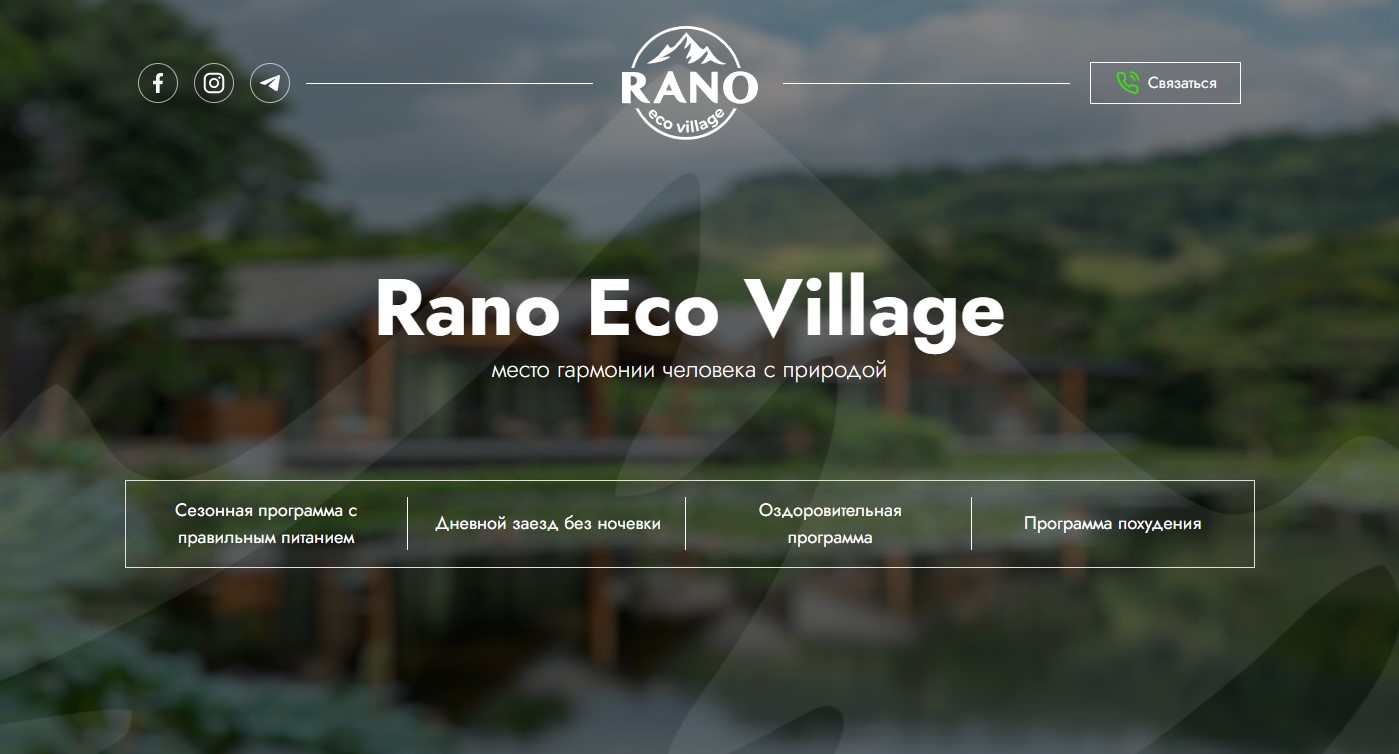 RANO
eco village
Связаться
Rano Eco Village
место гармонии человека с природой
Сезонная программа с
правильным питанием
Дневной заезд без ночевки
Оздоровительная
программа
Программа похудения